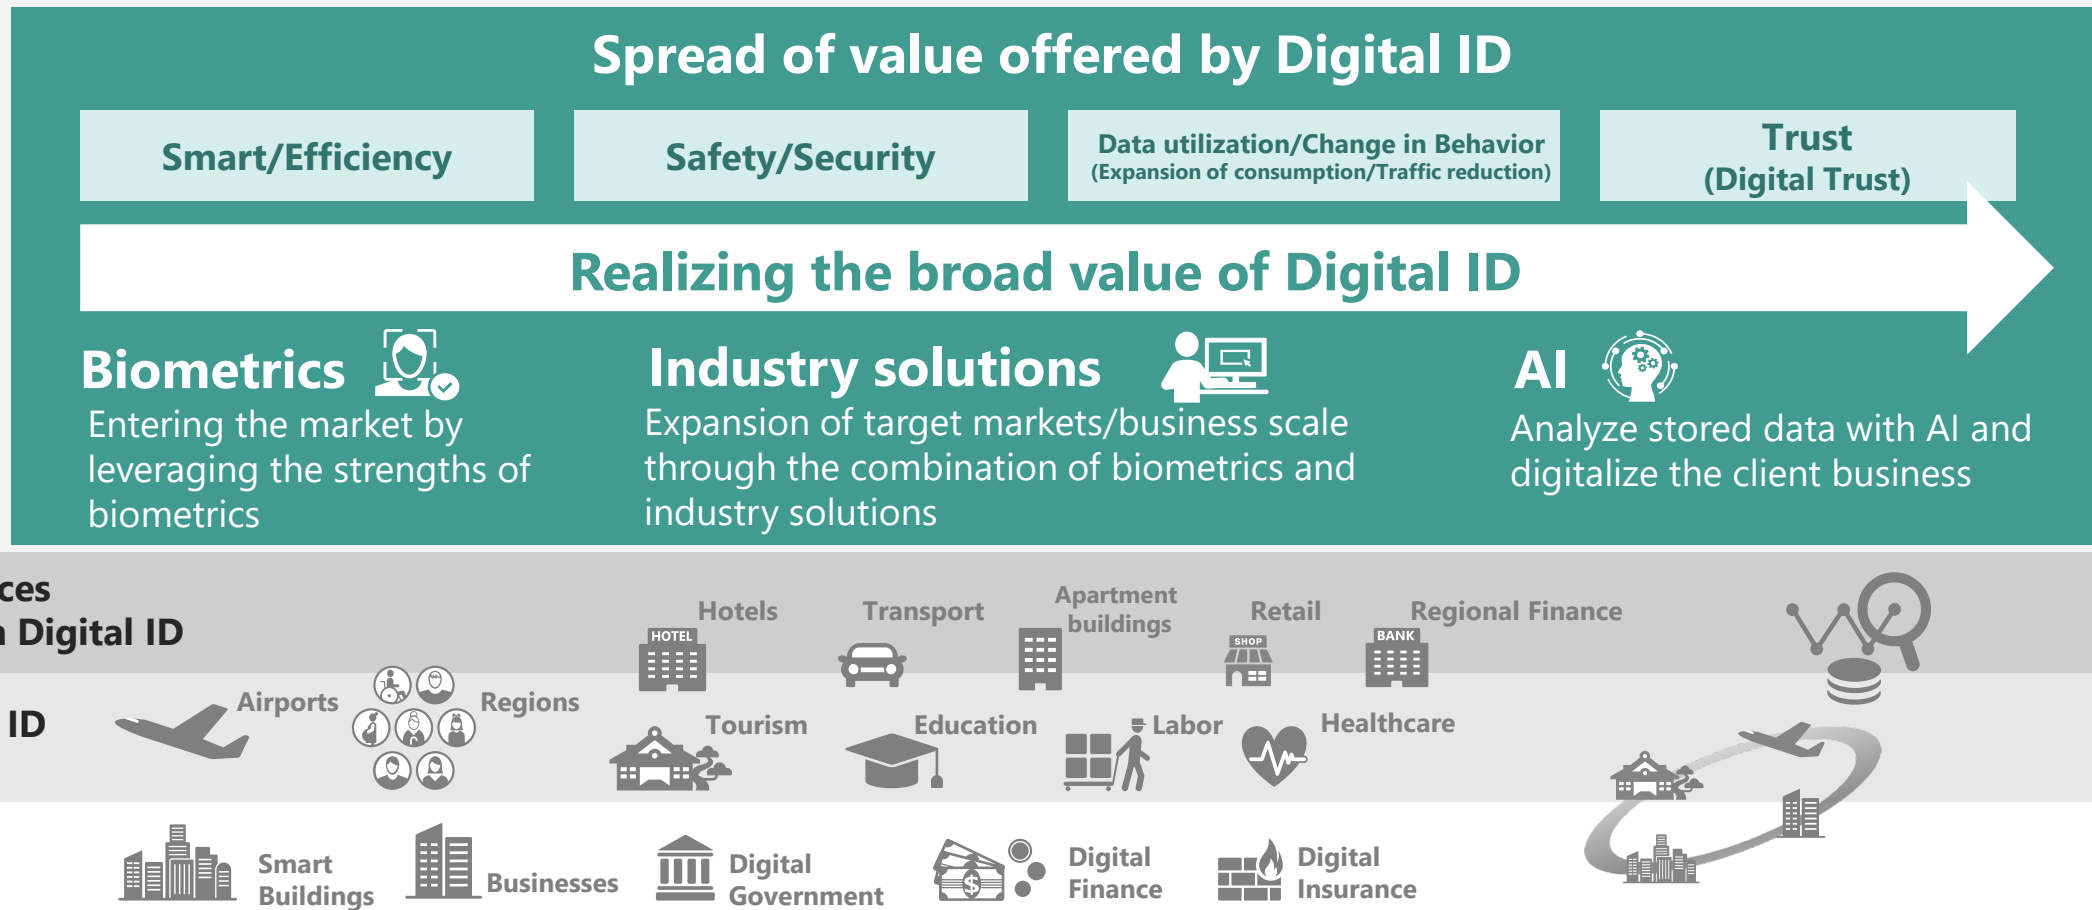 Spread of value offered by Digital ID
Smart/Efficiency
Safety/Security
Data utilization/Change in Behavior
(Expansion of consumption/Traffic reduction)
Trust
(Digital Trust)
Realizing the broad value of Digital ID
Biometrics
Entering the market by
leveraging the strengths of
biometrics
Industry solutions
Expansion of target markets/business scale
through the combination of biometrics and
industry solutions
AI
Analyze stored data with AI and
digitalize the client business
ces
Digital ID
Hotels
HOTEL
Transport
Apartment
buildings
Retail
SHOP
Regional Finance
BANK
ID
Airports
Regions
Tourism
Education
Labor
Healthcare
Smart
Buildings
Businesses
Digital
Government
Digital
Finance
Digital
Insurance